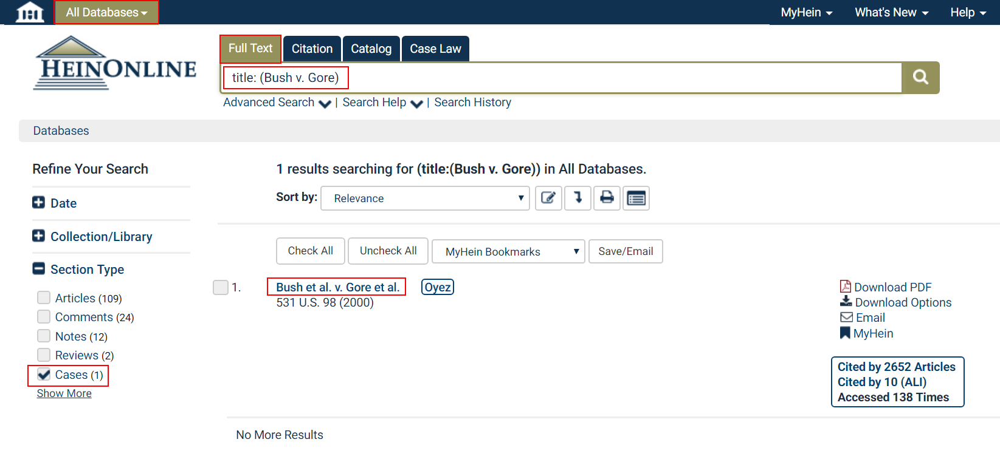 All Databases
MyHein What's New Help
HEINONLINE
Full Text Citation Catalog Case Law
title: (Bush v. Gore)
Advanced Search | Search Help | Search History
Databases
Refine Your Search
Date
Collection/Library
Section Type
Articles (109)
Comments (24)
Notes (12)
Reviews (2)
Cases (1)
Show More
1 results searching for (title:(Bush v. Gore)) in All Databases.
Sort by: Relevance
Check All Uncheck All MyHein Bookmarks Save/Email
1. Bush et al. v. Gore et al. Oyez
531 U.S. 98 (2000)
Download PDF
Download Options
Email
MyHein
Cited by 2652 Articles
Cited by 10 (ALI)
Accessed 138 Times
No More Results